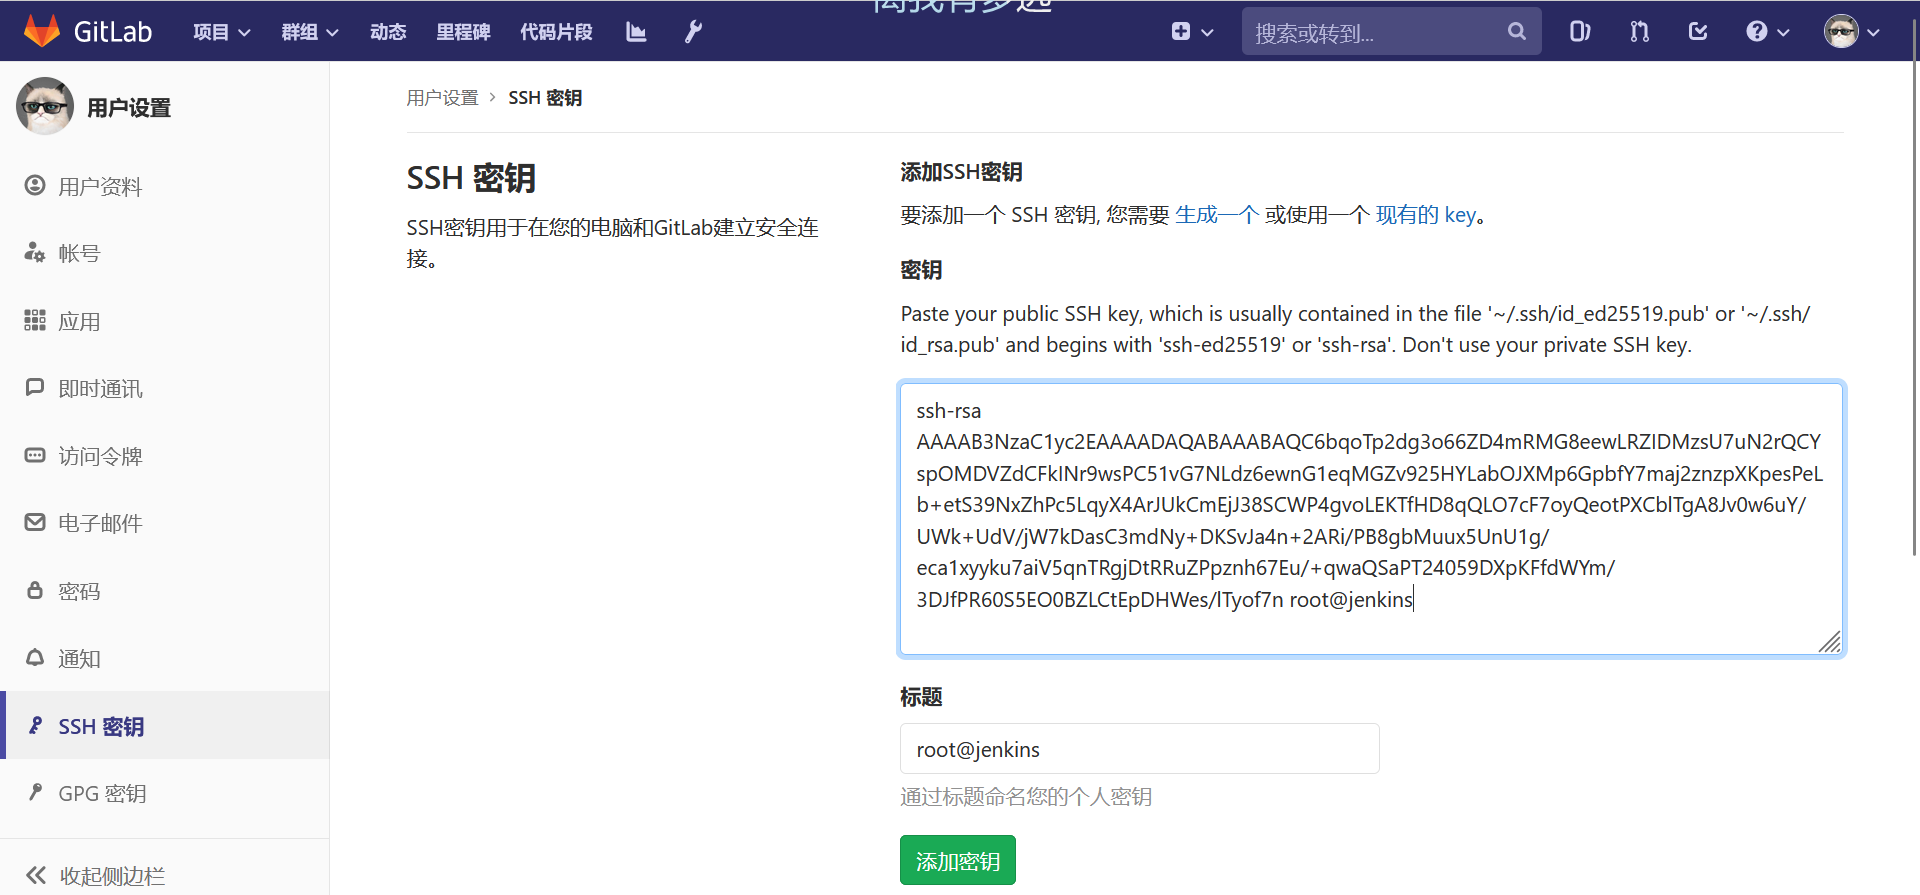 GitLab 项目 群组 动态 里程碑 代码片段 搜索或转到...
用户设置
用户资料
帐号
应用
即时通讯
访问令牌
电子邮件
密码
通知
SSH 密钥
GPG 密钥
收起侧边栏
用户设置 › SSH 密钥
SSH 密钥
SSH密钥用于在您的电脑和GitLab建立安全连
接。
添加SSH密钥
要添加一个 SSH 密钥, 您需要 生成一个 或使用一个 现有的 key。
密钥
Paste your public SSH key, which is usually contained in the file '~/.ssh/id_ed25519.pub' or '~/.ssh/
id_rsa.pub' and begins with 'ssh-ed25519' or 'ssh-rsa'. Don't use your private SSH key.
ssh-rsa
AAAAB3NzaC1yc2EAAAADAQABAAABAQC6bqoTp2dg3o66ZD4mRMG8eewLRZIDMzsU7uN2rQCY
spOMDVZdCFkINr9wsPC51vG7NLdz6ewnG1eqMGZv925HYLabOJXMp6GpbfY7maj2znzpXKpesPeL
b+etS39NxZhPc5LqyX4ArJUkCmEjJ38SCWP4gvoLEKTfHD8qQLO7cF7oyQeotPXCblTgA8Jv0w6uY/
UWk+UdV/jW7kDasC3mdNy+DKSvJa4n+2ARi/PB8gbMuux5UnU1g/
eca1xyyku7aiV5qnTRgjDtRRuZPpznh67Eu/+qwaQSaPT24059DXpKFfdWYm/
3DJfPR60S5EO0BZLCtEpDHWes/lTyof7n root@jenkins
标题
root@jenkins
通过标题命名您的个人密钥
添加密钥